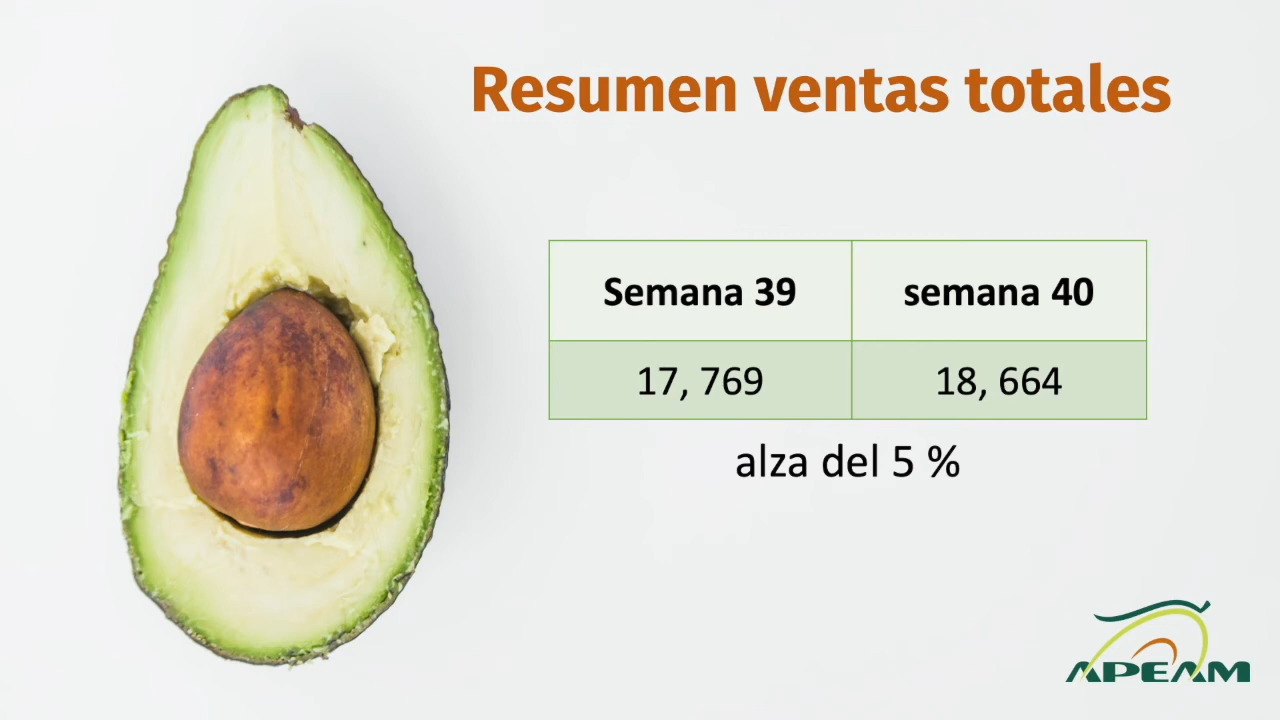 Resumen ventas totales
Semana 39 semana 40
17, 769 18, 664
alza del 5 %
APEAM